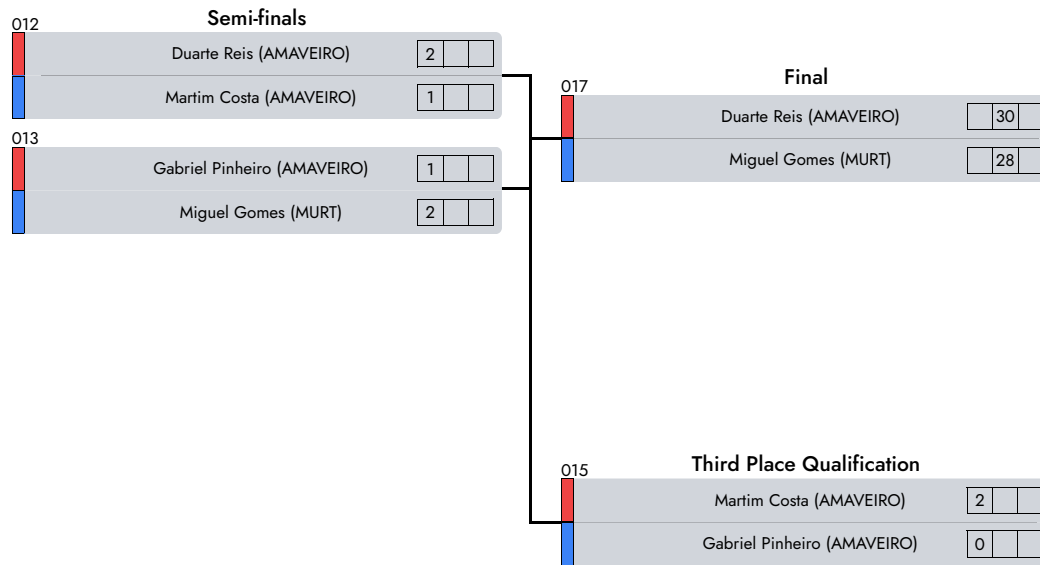 Semi-finals
012
Duarte Reis (AMAVEIRO) 2
Martim Costa (AMAVEIRO) 1
013
Gabriel Pinheiro (AMAVEIRO) 1
Miguel Gomes (MURT) 2
Final
017
Duarte Reis (AMAVEIRO) 30
Miguel Gomes (MURT) 28
Third Place Qualification
015
Martim Costa (AMAVEIRO) 2
Gabriel Pinheiro (AMAVEIRO) 0